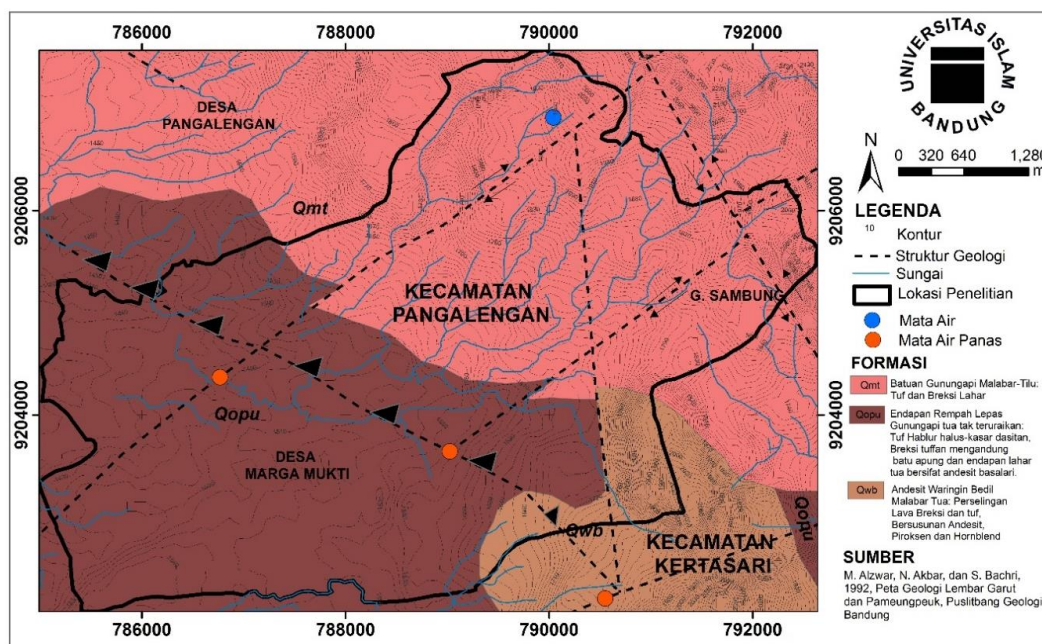 786000
788000
790000
792000
UNIVERSITAS ISLAM
BANDUNG
N
0 320 640 1,280
m
DESA
PANGALENGAN
9206000
9206000
Qmt
KECAMATAN
PANGALENGAN
G. SAMBUNG
9204000
9204000
Qopu
DESA
MARGA MUKTI
Qwb
Qopu
KECAMATAN
KERTASARI
786000
788000
790000
792000
LEGENDA
10 Kontur
Struktur Geologi
Sungai
Lokasi Penelitian
Mata Air
Mata Air Panas
FORMASI
Qmt Batuan Gunungapi Malabar-Tilu:
Tuf dan Breksi Lahar
Qopu Endapan Rempah Lepas
Gunungapi tua tak teruraikan:
Tuf Hablur halus-kasar dasitan,
Breksi tuffan mengandung
batu apung dan endapan lahar
tua bersifat andesit basalari.
Qwb Andesit Waringin Bedil
Malabar Tua: Perselingan
Lava Breksi dan tuf,
Bersusunan Andesit,
Piroksen dan Hornblend
SUMBER
M. Alzwar, N. Akbar, dan S. Bachri,
1992, Peta Geologi Lembar Garut
dan Pameungpeuk, Puslitbang Geologi
Bandung